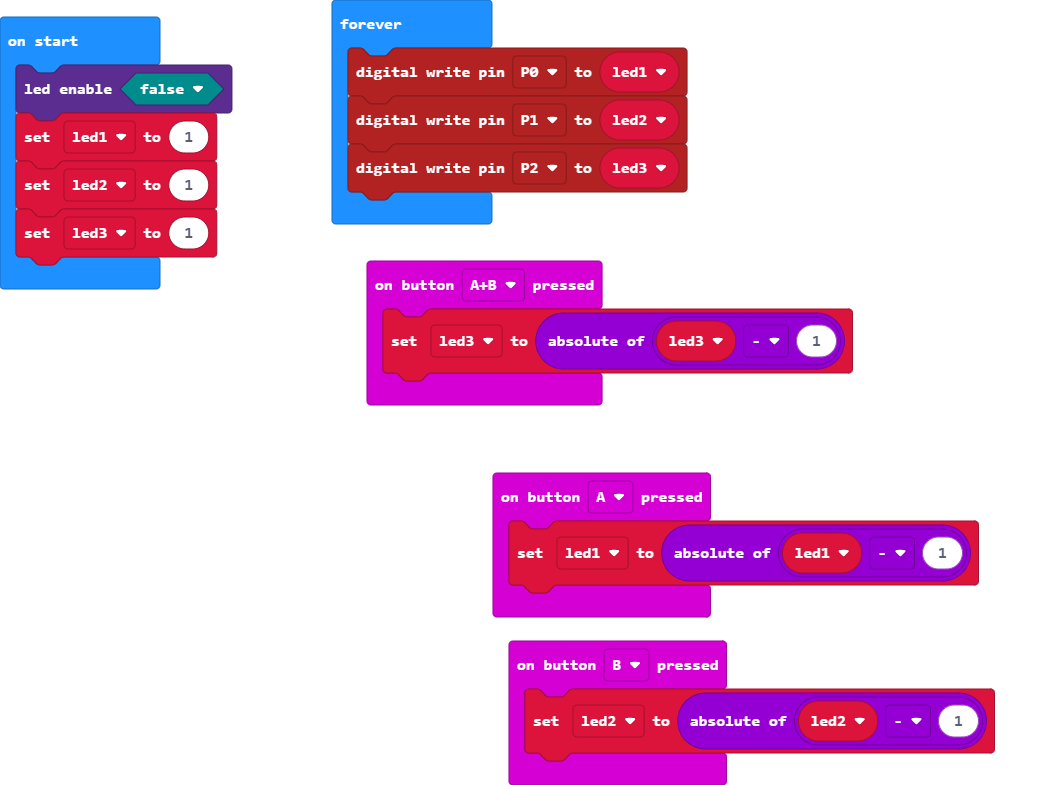 on start
led enable false
set led1 to 1
set led2 to 1
set led3 to 1
forever
digital write pin P0 to led1
digital write pin P1 to led2
digital write pin P2 to led3
on button A+B pressed
set led3 to absolute of led3 - 1
on button A pressed
set led1 to absolute of led1 - 1
on button B pressed
set led2 to absolute of led2 - 1